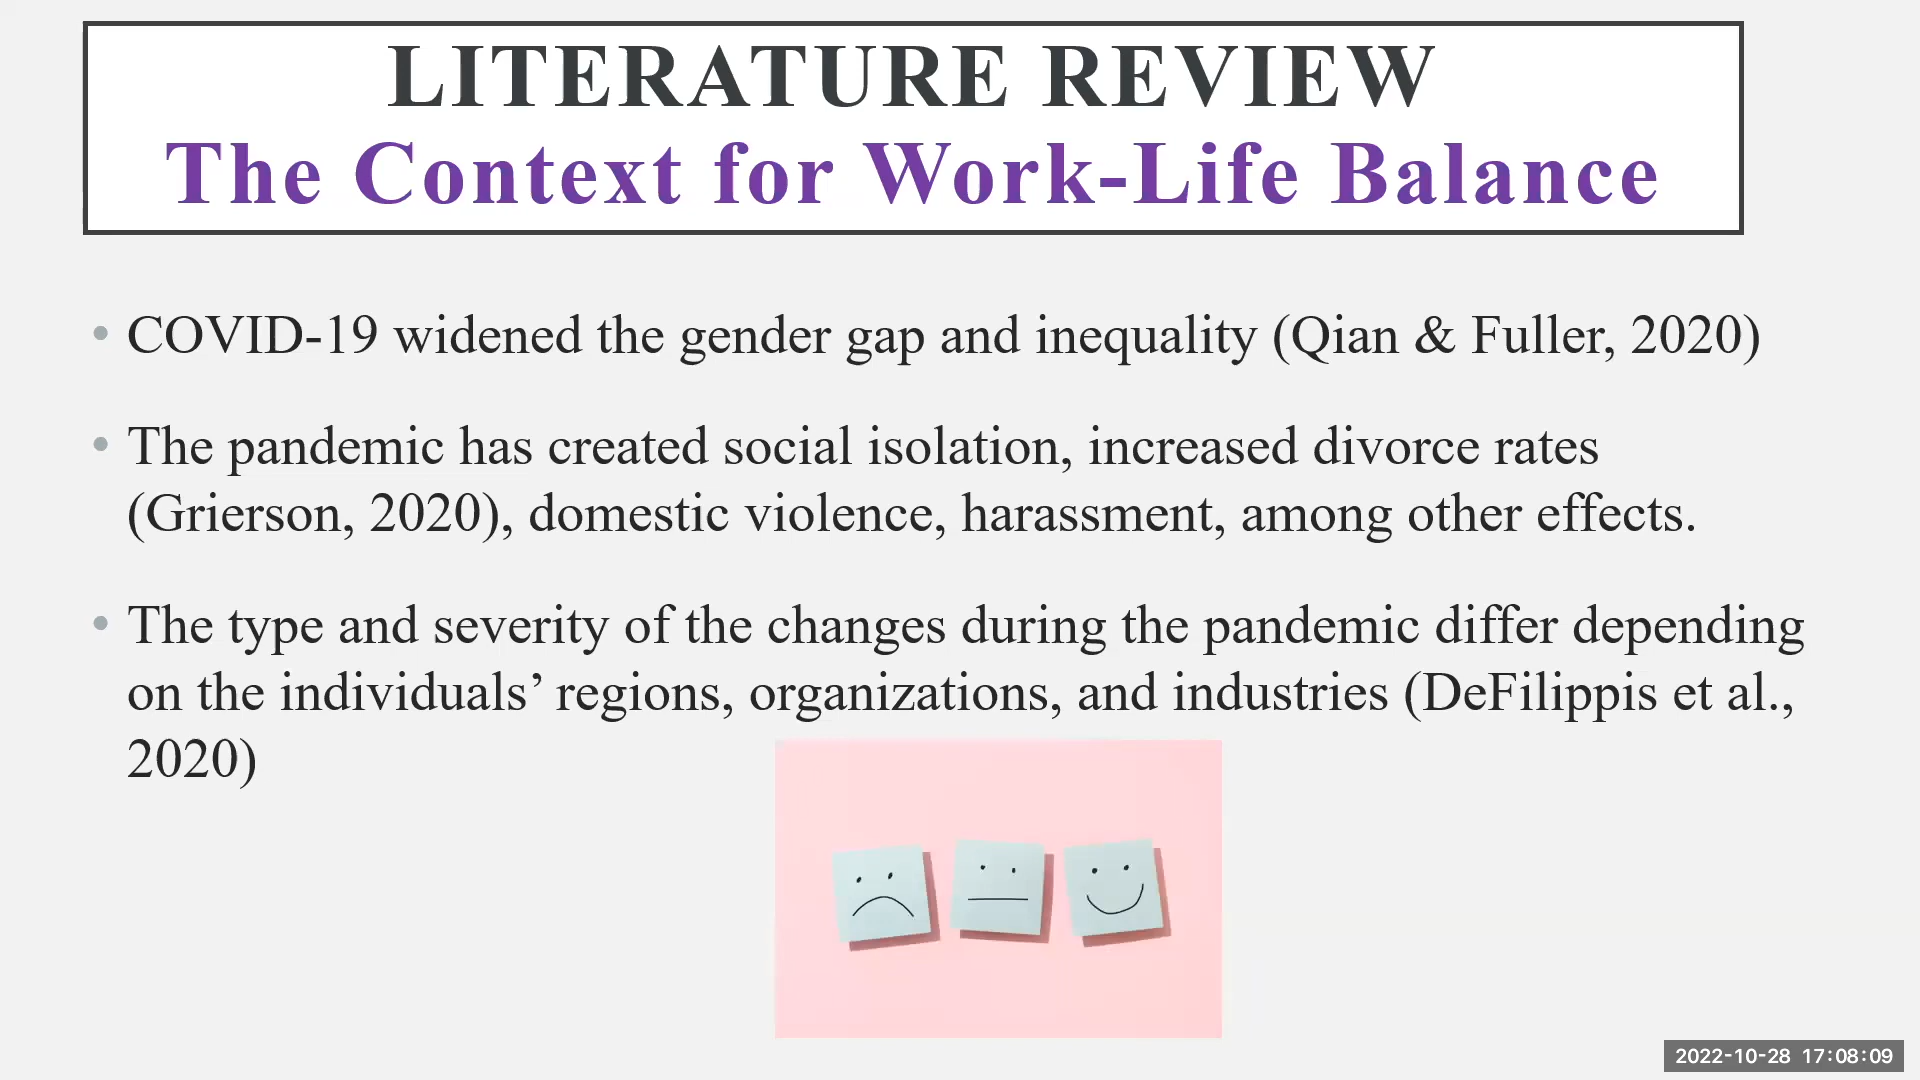 LITERATURE REVIEW
The Context for Work-Life Balance
• COVID-19 widened the gender gap and inequality (Qian & Fuller, 2020)
• The pandemic has created social isolation, increased divorce rates
(Grierson, 2020), domestic violence, harassment, among other effects.
• The type and severity of the changes during the pandemic differ depending
on the individuals’ regions, organizations, and industries (DeFilippis et al.,
2020)
2022-10-28 17:08:09